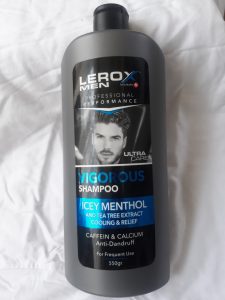 LEROX
MEN
PROFESSIONAL
PERFORMANCE
ULTRA
CARE
VIGOROUS
SHAMPOO
ICEY MENTHOL
AND TEA TREE EXTRACT
COOLING & RELIEF
CAFFEIN & CALCIUM
Anti-Dandruff
For Frequent Use
550gr